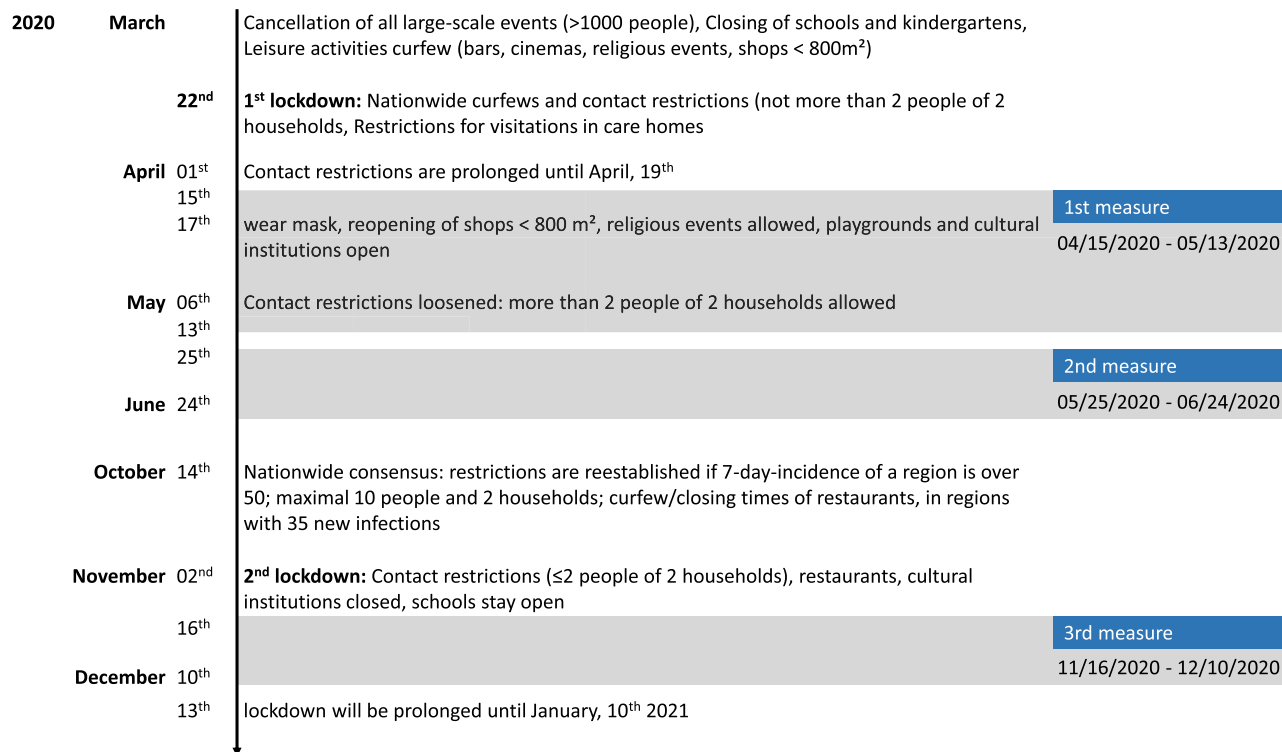 2020 March Cancellation of all large-scale events (>1000 people), Closing of schools and kindergartens,
Leisure activities curfew (bars, cinemas, religious events, shops < 800m²)
22nd 1st lockdown: Nationwide curfews and contact restrictions (not more than 2 people of 2
households, Restrictions for visitations in care homes
April 01st Contact restrictions are prolonged until April, 19th
15th
1st measure
17th wear mask, reopening of shops < 800 m², religious events allowed, playgrounds and cultural
institutions open
04/15/2020 - 05/13/2020
May 06th Contact restrictions loosened: more than 2 people of 2 households allowed
13th
25th
2nd measure
June 24th
05/25/2020 - 06/24/2020
October 14th Nationwide consensus: restrictions are reestablished if 7-day-incidence of a region is over
50; maximal 10 people and 2 households; curfew/closing times of restaurants, in regions
with 35 new infections
November 02nd 2nd lockdown: Contact restrictions (≤2 people of 2 households), restaurants, cultural
institutions closed, schools stay open
16th
3rd measure
December 10th
11/16/2020 - 12/10/2020
13th lockdown will be prolonged until January, 10th 2021